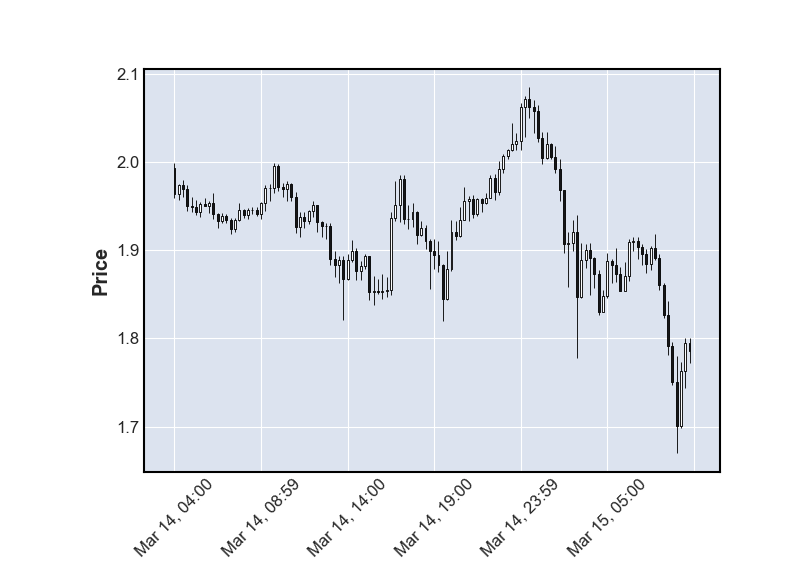 2.1
2.0
1.9
1.8
1.7
Price
Mar 14, 04:00
Mar 14, 08:59
Mar 14, 14:00
Mar 14, 19:00
Mar 14, 23:59
Mar 15, 05:00